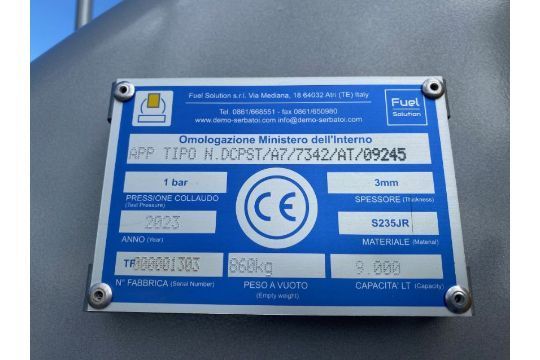 Fuel Solution s.r.l. Via Mediana, 18 64032 Atri (TE) Italy
Tel 0861/668551 - fax 0861/650980
www.demo-serbatoi.com info@demo-serbatoi.com
Fuel
Solution
Omologazione Ministero dell'Interno
APP TIPO N.DCPST/A7/7342/AT/09245
1 bar
PRESSIONE COLLAUDO
(Test Pressure)
3mm
SPESSORE (Thickness)
2023
ANNO (Year)
CE
S235JR
MATERIALE (Material)
TF000001303
N° FABBRICA (Serial Number)
860kg
PESO A VUOTO
(Empty weight)
9.000
CAPACITA' LT (Capacity)